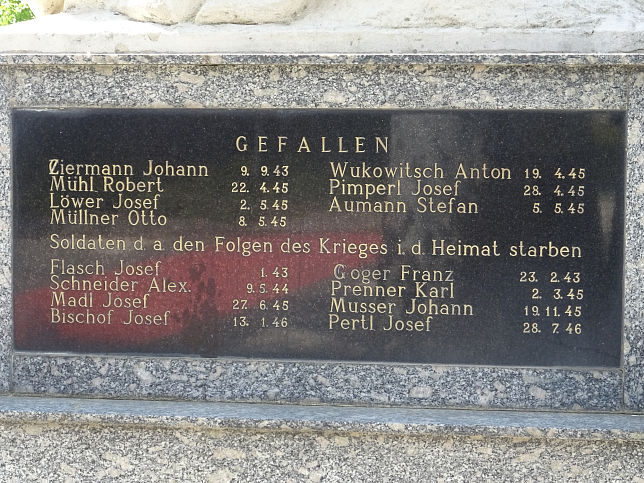 GEFALLEN
Ziermann Johann 9. 9.43
Mühl Robert 22. 4.45
Löwer Josef 2. 5.45
Müllner Otto 8. 5.45
Wukowitsch Anton 19. 4.45
Pimperl Josef 28. 4.45
Aumann Stefan 5. 5.45
Soldaten d. a. den Folgen des Krieges i. d. Heimat starben
Flasch Josef 1.43
Schneider Alex. 9. 5.44
Madl Josef 27. 6.45
Bischof Josef 13. 1.46
Goger Franz 23. 2.43
Prenner Karl 2. 3.45
Musser Johann 19.11.45
Pertl Josef 28. 7.46